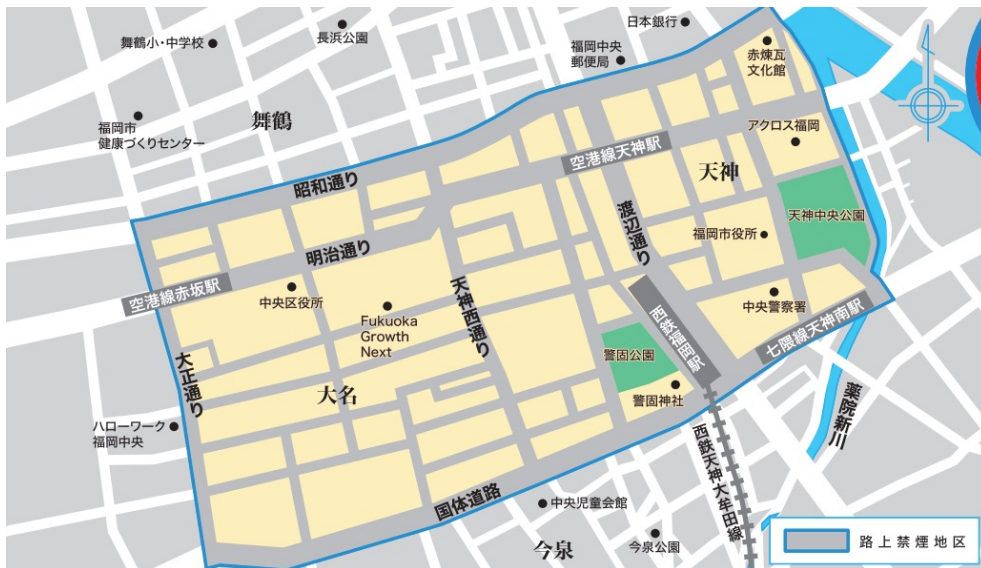 日本銀行
長浜公園
舞鶴小・中学校
福岡中央
郵便局
赤煉瓦
文化館
福岡市
健康づくりセンター
舞鶴
アクロス福岡
空港線天神駅
天神
昭和通り
天神中央公園
渡辺通り
福岡市役所
明治通り
空港線赤坂駅
中央区役所
天神西通り
中央警察署
Fukuoka
Growth
Next
西鉄福岡駅
七隈線天神南駅
警固公園
大正通り
大名
警固神社
薬院新川
ハローワーク
福岡中央
西鉄天神大牟田線
国体道路
中央児童会館
今泉
今泉公園
路上禁煙地区